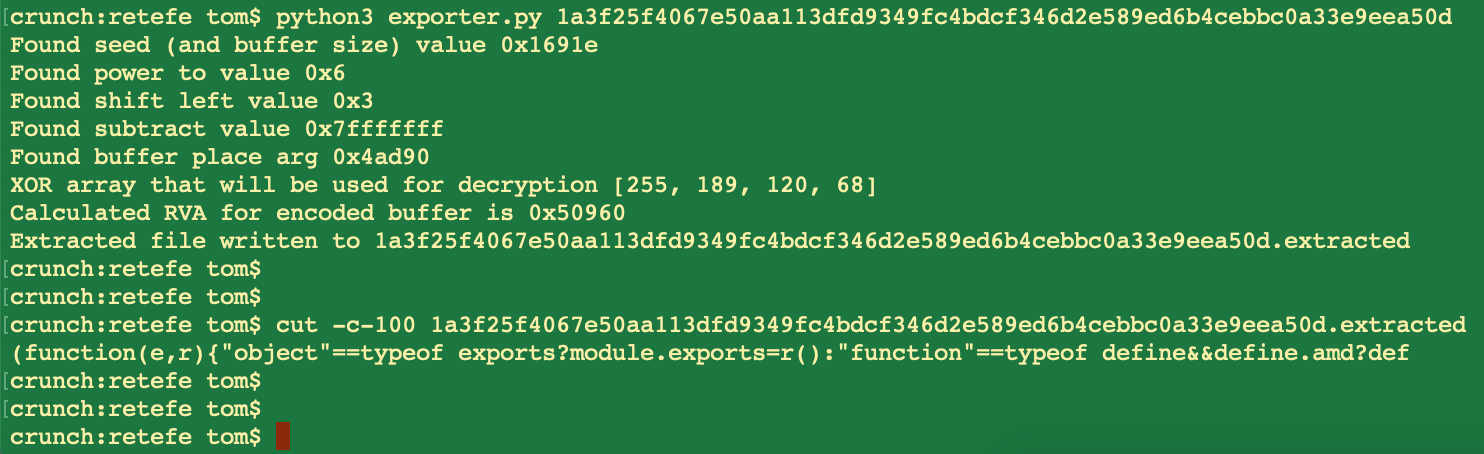 [crunch:retefe tom$ python3 exporter.py 1a3f25f4067e50aa113dfd9349fc4bdcf346d2e589ed6b4cebbc0a33e9eea50d
Found seed (and buffer size) value 0x1691e
Found power to value 0x6
Found shift left value 0x3
Found subtract value 0x7fffffff
Found buffer place arg 0x4ad90
XOR array that will be used for decryption [255, 189, 120, 68]
Calculated RVA for encoded buffer is 0x50960
Extracted file written to 1a3f25f4067e50aa113dfd9349fc4bdcf346d2e589ed6b4cebbc0a33e9eea50d.extracted
[crunch:retefe tom$
[crunch:retefe tom$
[crunch:retefe tom$ cut -c-100 1a3f25f4067e50aa113dfd9349fc4bdcf346d2e589ed6b4cebbc0a33e9eea50d.extracted
(function(e,r){"object"==typeof exports?module.exports=r():"function"==typeof define&&define.amd?def
[crunch:retefe tom$
[crunch:retefe tom$
crunch:retefe tom$